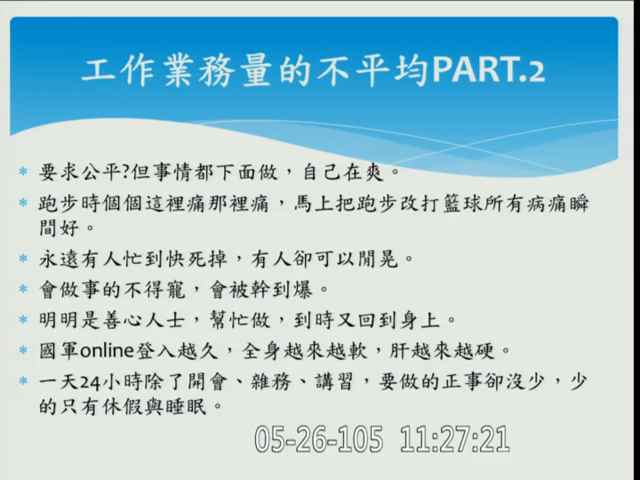 工作業務量的不平均PART.2
要求公平?但事情都下面做，自己在爽。
跑步時個個這裡痛那裡痛，馬上把跑步改打籃球所有病痛瞬
間好。
永遠有人忙到快死掉，有人卻可以閒晃。
會做事的不得寵，會被幹到爆。
明明是善心人士，幫忙做，到時又回到身上。
國軍online登入越久，全身越來越軟，肝越來越硬。
一天24小時除了開會、雜務、講習，要做的正事卻沒少，少
的只有休假與睡眠。
05-26-105 11:27:21